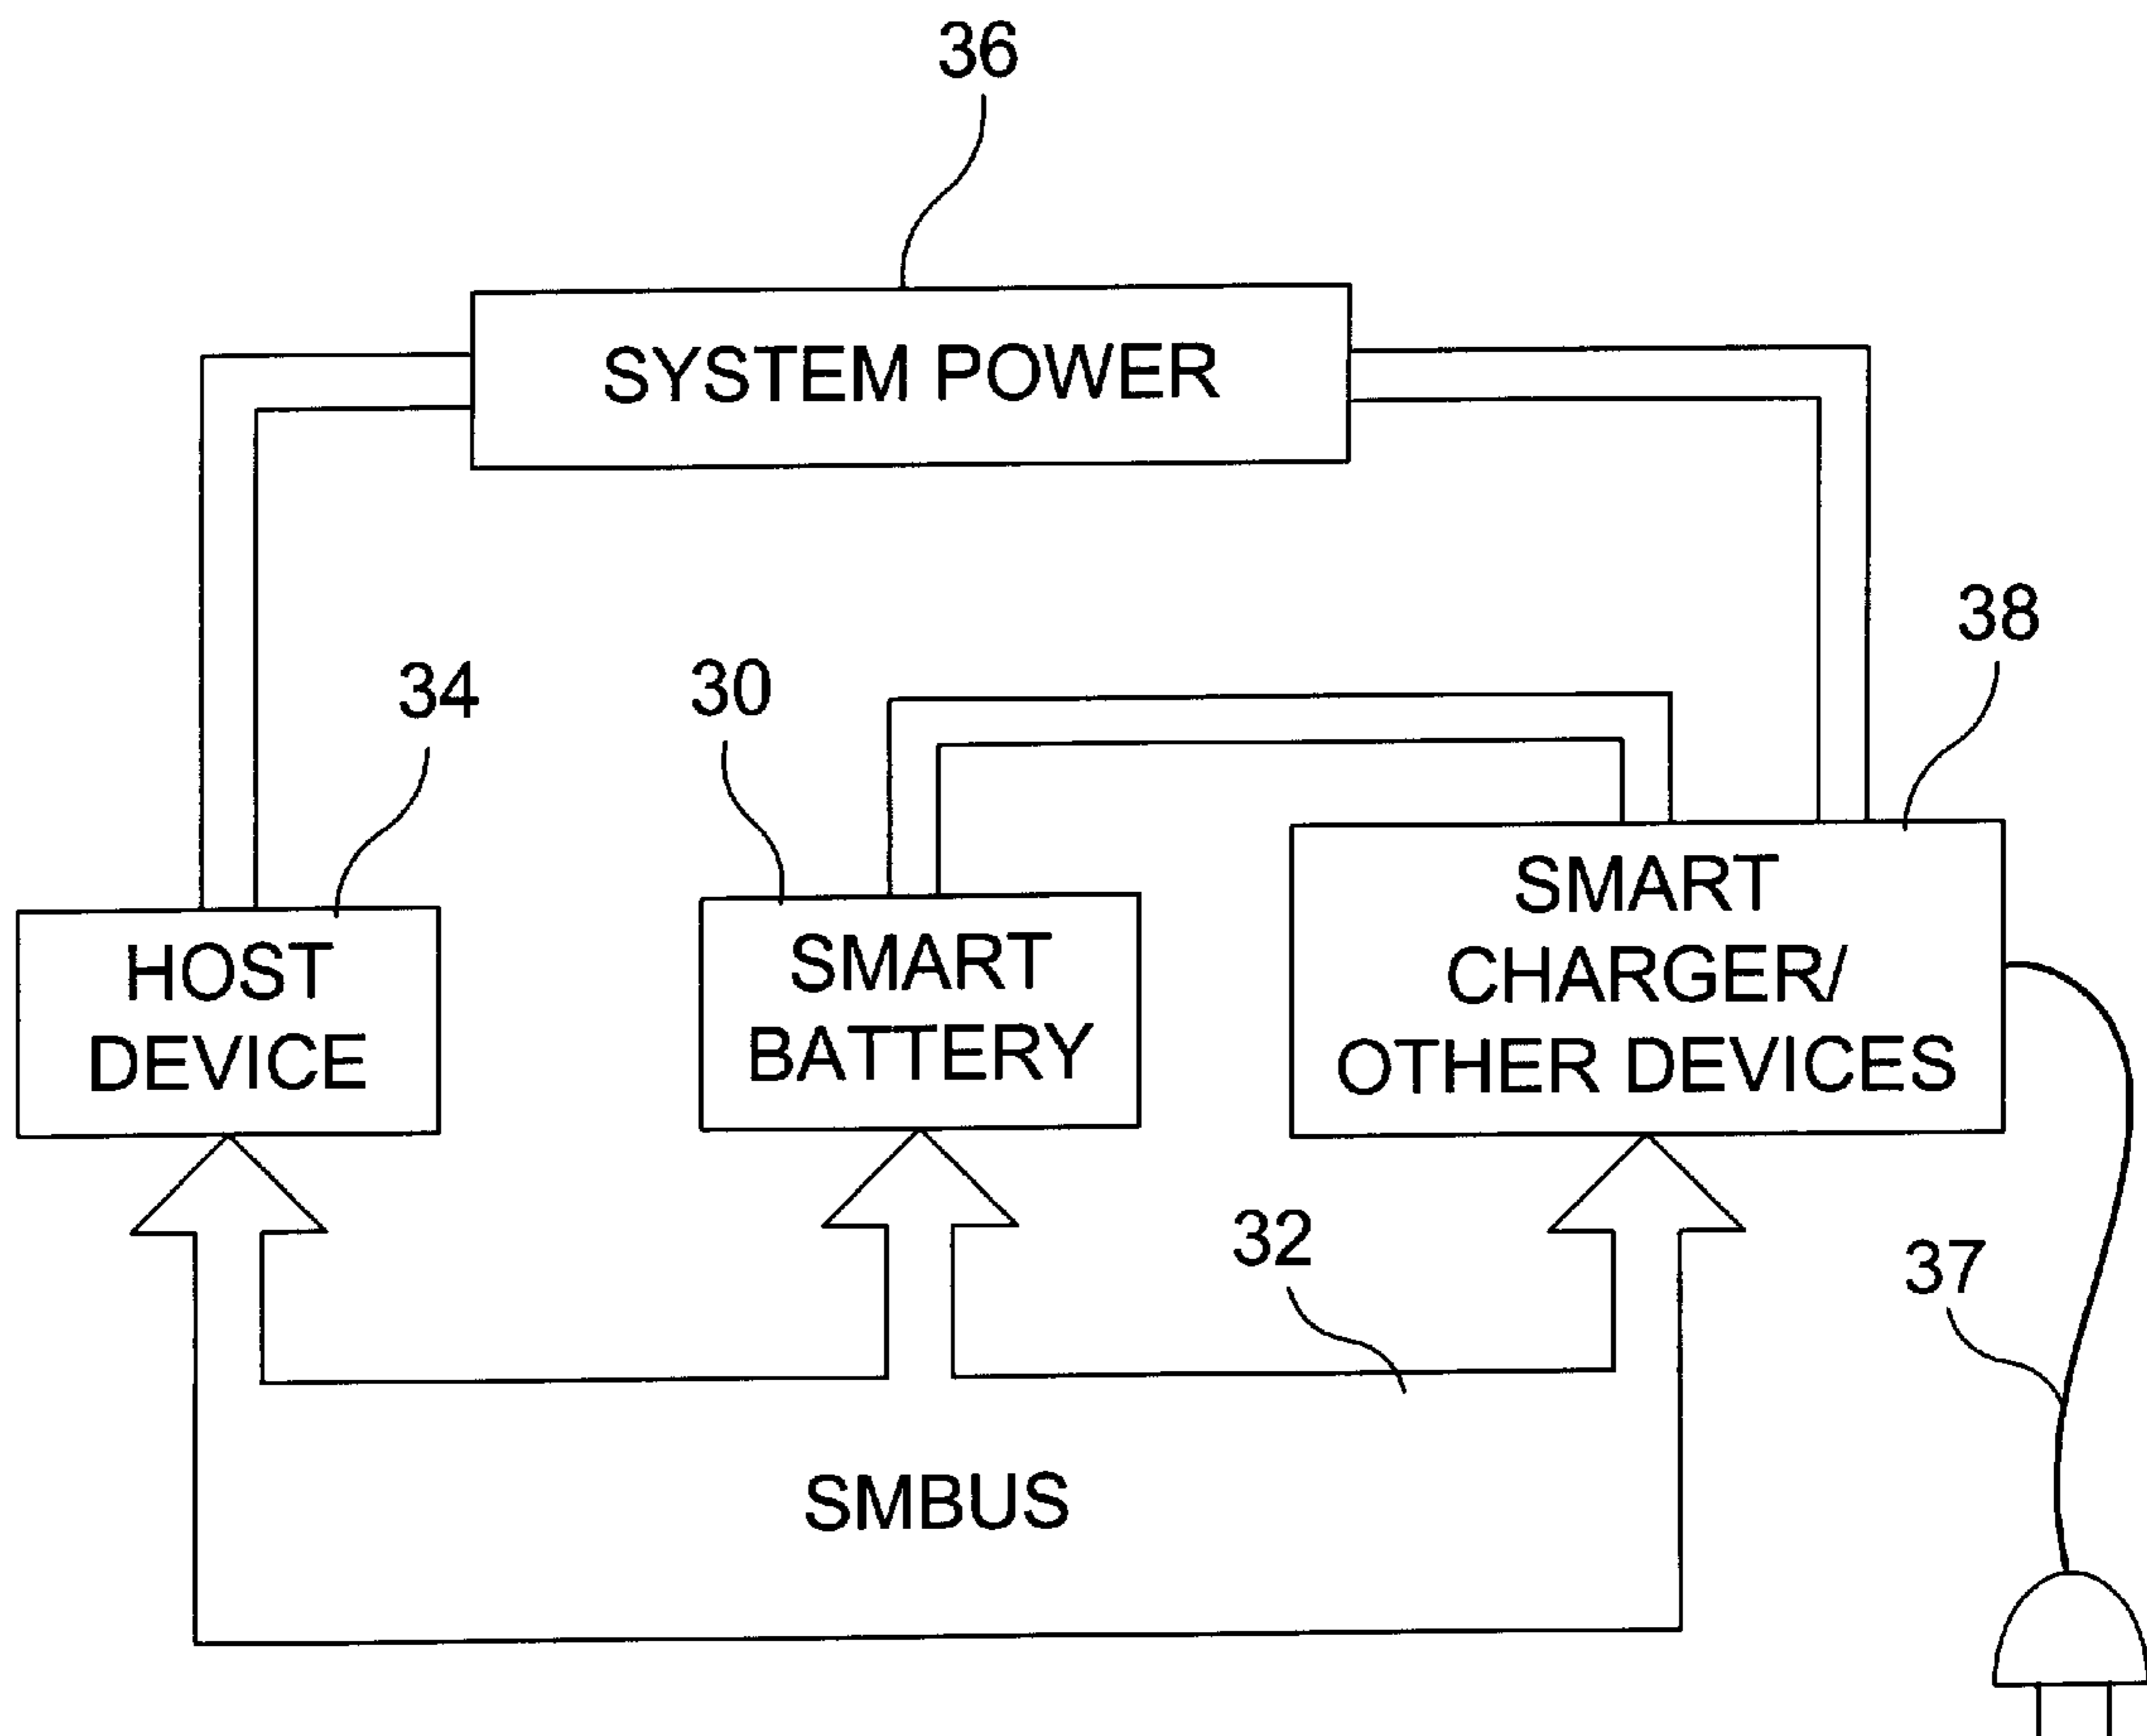 36
SYSTEM POWER
38
34
30
HOST
DEVICE
SMART
BATTERY
SMART
CHARGER/
OTHER DEVICES
32
37
SMBUS